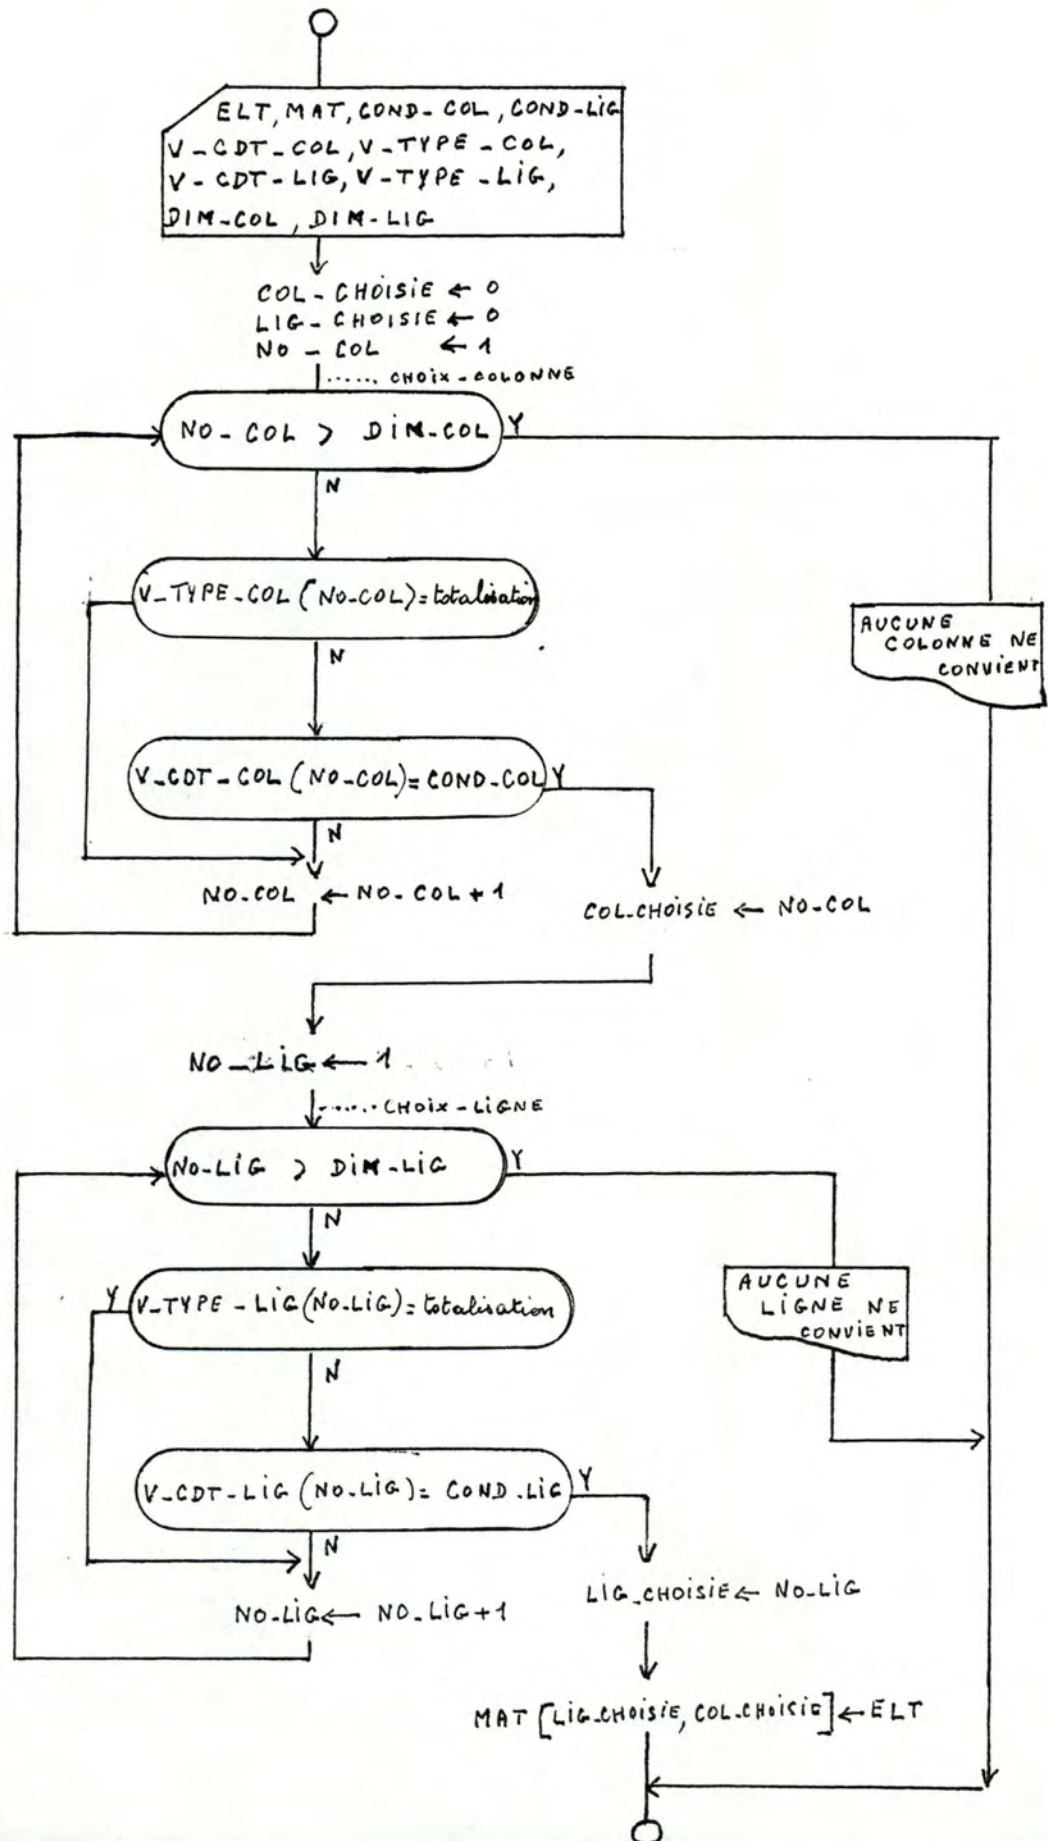 ELT, MAT, COND-COL, COND-LIG
V-CDT-COL, V-TYPE-COL,
V-CDT-LIG, V-TYPE-LIG,
DIM-COL, DIM-LIG
COL-CHOISIE ← 0
LIG-CHOISIE ← 0
NO-COL ← 1
...... CHOIX-COLONNE
NO-COL > DIM-COL Y
N
V-TYPE-COL(NO-COL)=totalisation
N
AUCUNE
COLONNE NE
CONVIENT
V-CDT-COL(NO-COL)=COND-COL Y
N
NO-COL ← NO-COL+1
COL-CHOISIE ← NO-COL
NO-LIG ← 1
...... CHOIX-LIGNE
NO-LIG > DIM-LIG Y
N
AUCUNE
LIGNE NE
CONVIENT
Y V-TYPE-LIG(NO-LIG)=totalisation
N
V-CDT-LIG(NO-LIG)=COND-LIG Y
N
NO-LIG ← NO-LIG+1
LIG-CHOISIE ← NO-LIG
MAT [LIG-CHOISIE, COL-CHOISIE] ← ELT